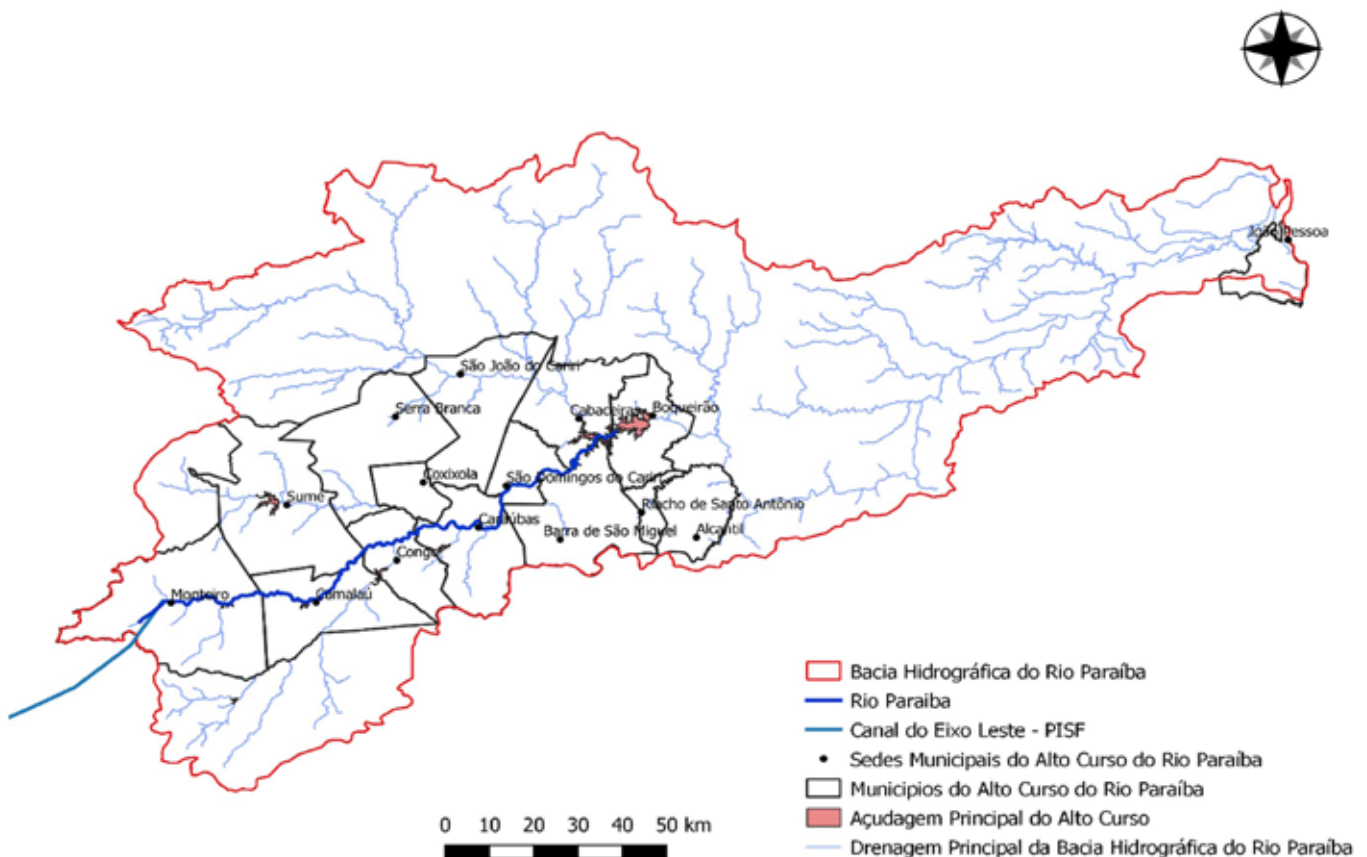 João Pessoa
São João do Cariri
Serra Branca
Cabaceiras
Boqueirão
Coxixola
São Domingos do Cariri
Sumé
Riacho de Santo Antônio
Caraúbas
Barra de São Miguel
Alcantil
Congo
Monteiro
Camalaú
Bacia Hidrográfica do Rio Paraíba
Rio Paraiba
Canal do Eixo Leste - PISF
Sedes Municipais do Alto Curso do Rio Paraíba
Municipios do Alto Curso do Rio Paraíba
Açudagem Principal do Alto Curso
Drenagem Principal da Bacia Hidrográfica do Rio Paraíba
0 10 20 30 40 50 km